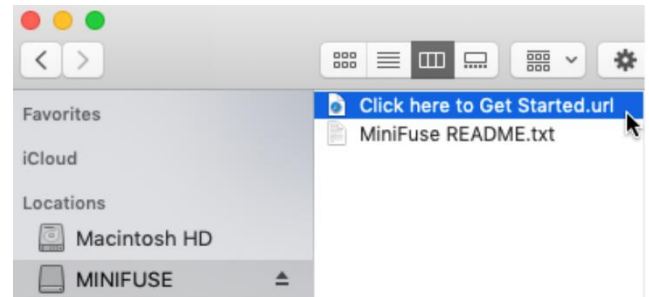 Favorites
iCloud
Locations
Macintosh HD
MINIFUSE
Click here to Get Started.url
MiniFuse README.txt